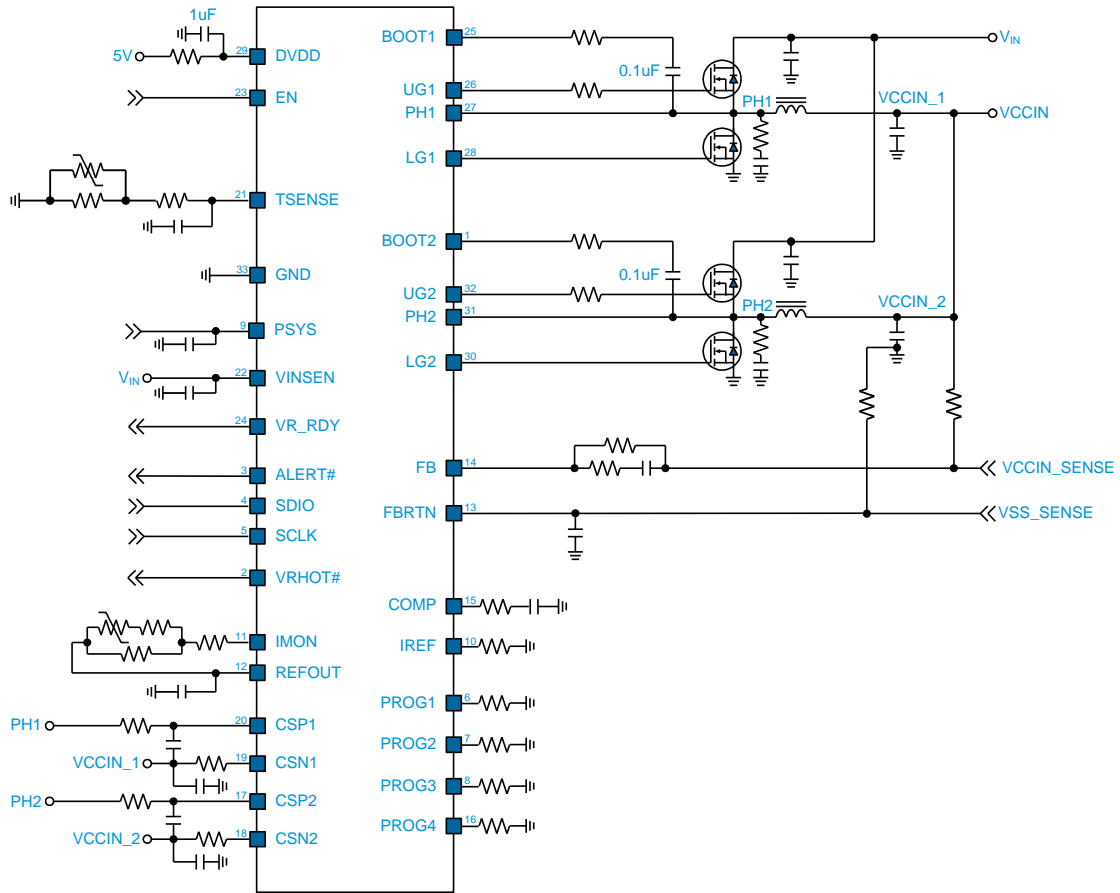 1uF
5V
29 DVDD
23 EN
21 TSENSE
33 GND
9 PSYS
V_IN 22 VINSEN
24 VR_RDY
3 ALERT#
4 SDIO
5 SCLK
2 VRHOT#
11 IMON
12 REFOUT
PH1 20 CSP1
VCCIN_1 19 CSN1
PH2 17 CSP2
VCCIN_2 18 CSN2
BOOT1 25
0.1uF
UG1 26
PH1 27
LG1 28
BOOT2 1
0.1uF
UG2 32
PH2 31
LG2 30
FB 14
FBRTN 13
COMP 15
IREF 10
PROG1 6
PROG2 7
PROG3 8
PROG4 16
V_IN
PH1
VCCIN_1
VCCIN
PH2
VCCIN_2
VCCIN_SENSE
VSS_SENSE